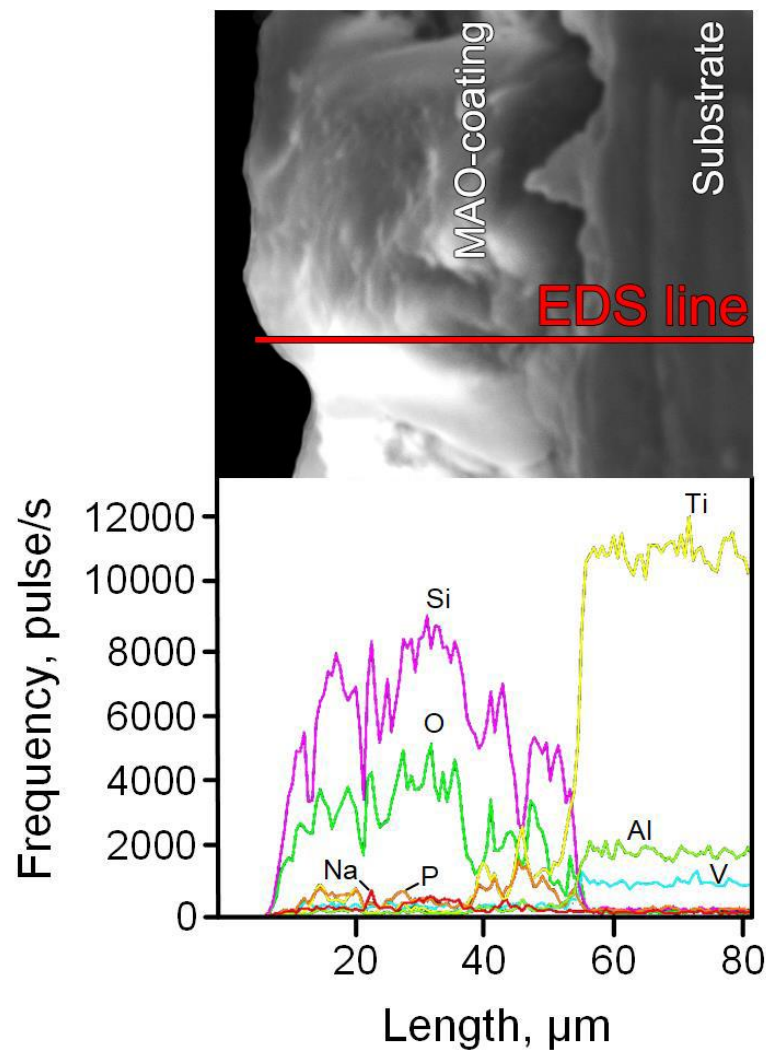 MAO-coating
Substrate
EDS line
Frequency, pulse/s
12000
10000
8000
6000
4000
2000
0
Ti
Si
O
Al
Na
P
V
20
40
60
80
Length, µm